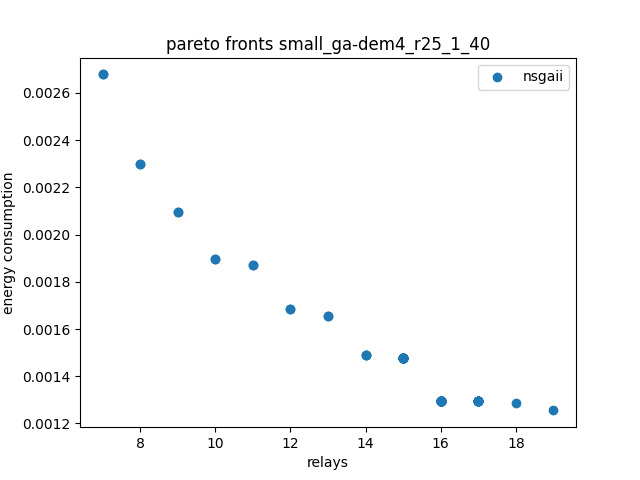 pareto fronts small_ga-dem4_r25_1_40
nsgaii
0.0026
0.0024
0.0022
0.0020
0.0018
0.0016
0.0014
0.0012
energy consumption
8 10 12 14 16 18
relays